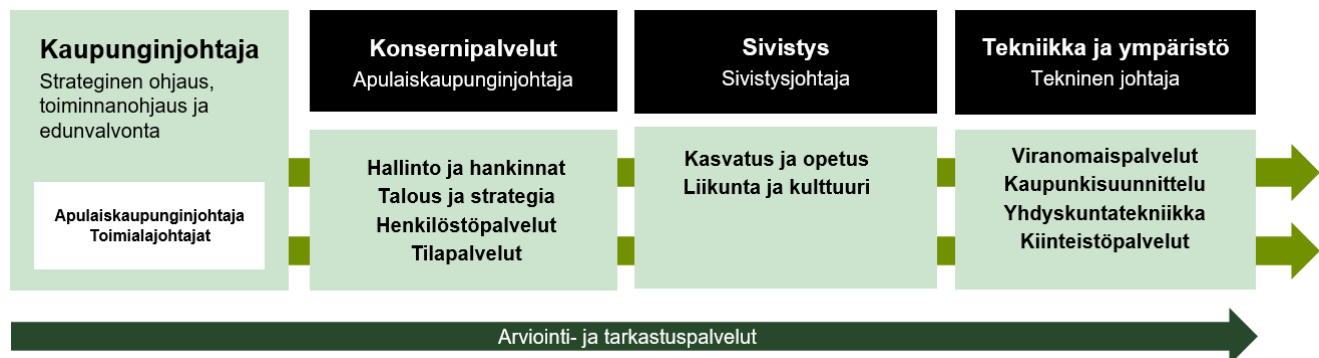 Kaupunginjohtaja
Strateginen ohjaus,
toiminnanohjaus ja
edunvalvonta
Apulaiskaupunginjohtaja
Toimialajohtajat
Konsernipalvelut
Apulaiskaupunginjohtaja
Hallinto ja hankinnat
Talous ja strategia
Henkilöstöpalvelut
Tilapalvelut
Sivistys
Sivistysjohtaja
Kasvatus ja opetus
Liikunta ja kulttuuri
Tekniikka ja ympäristö
Tekninen johtaja
Viranomaispalvelut
Kaupunkisuunnittelu
Yhdyskuntatekniikka
Kiinteistöpalvelut
Arviointi- ja tarkastuspalvelut